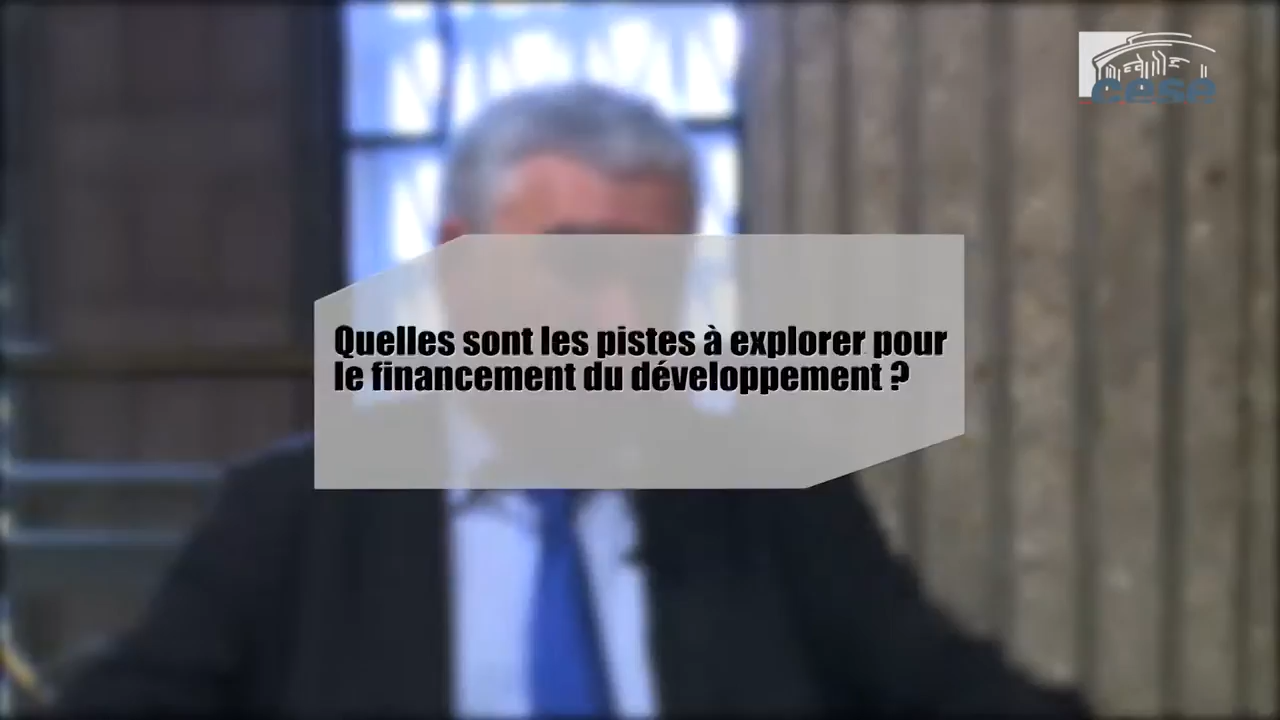 cese
Quelles sont les pistes à explorer pour
le financement du développement ?